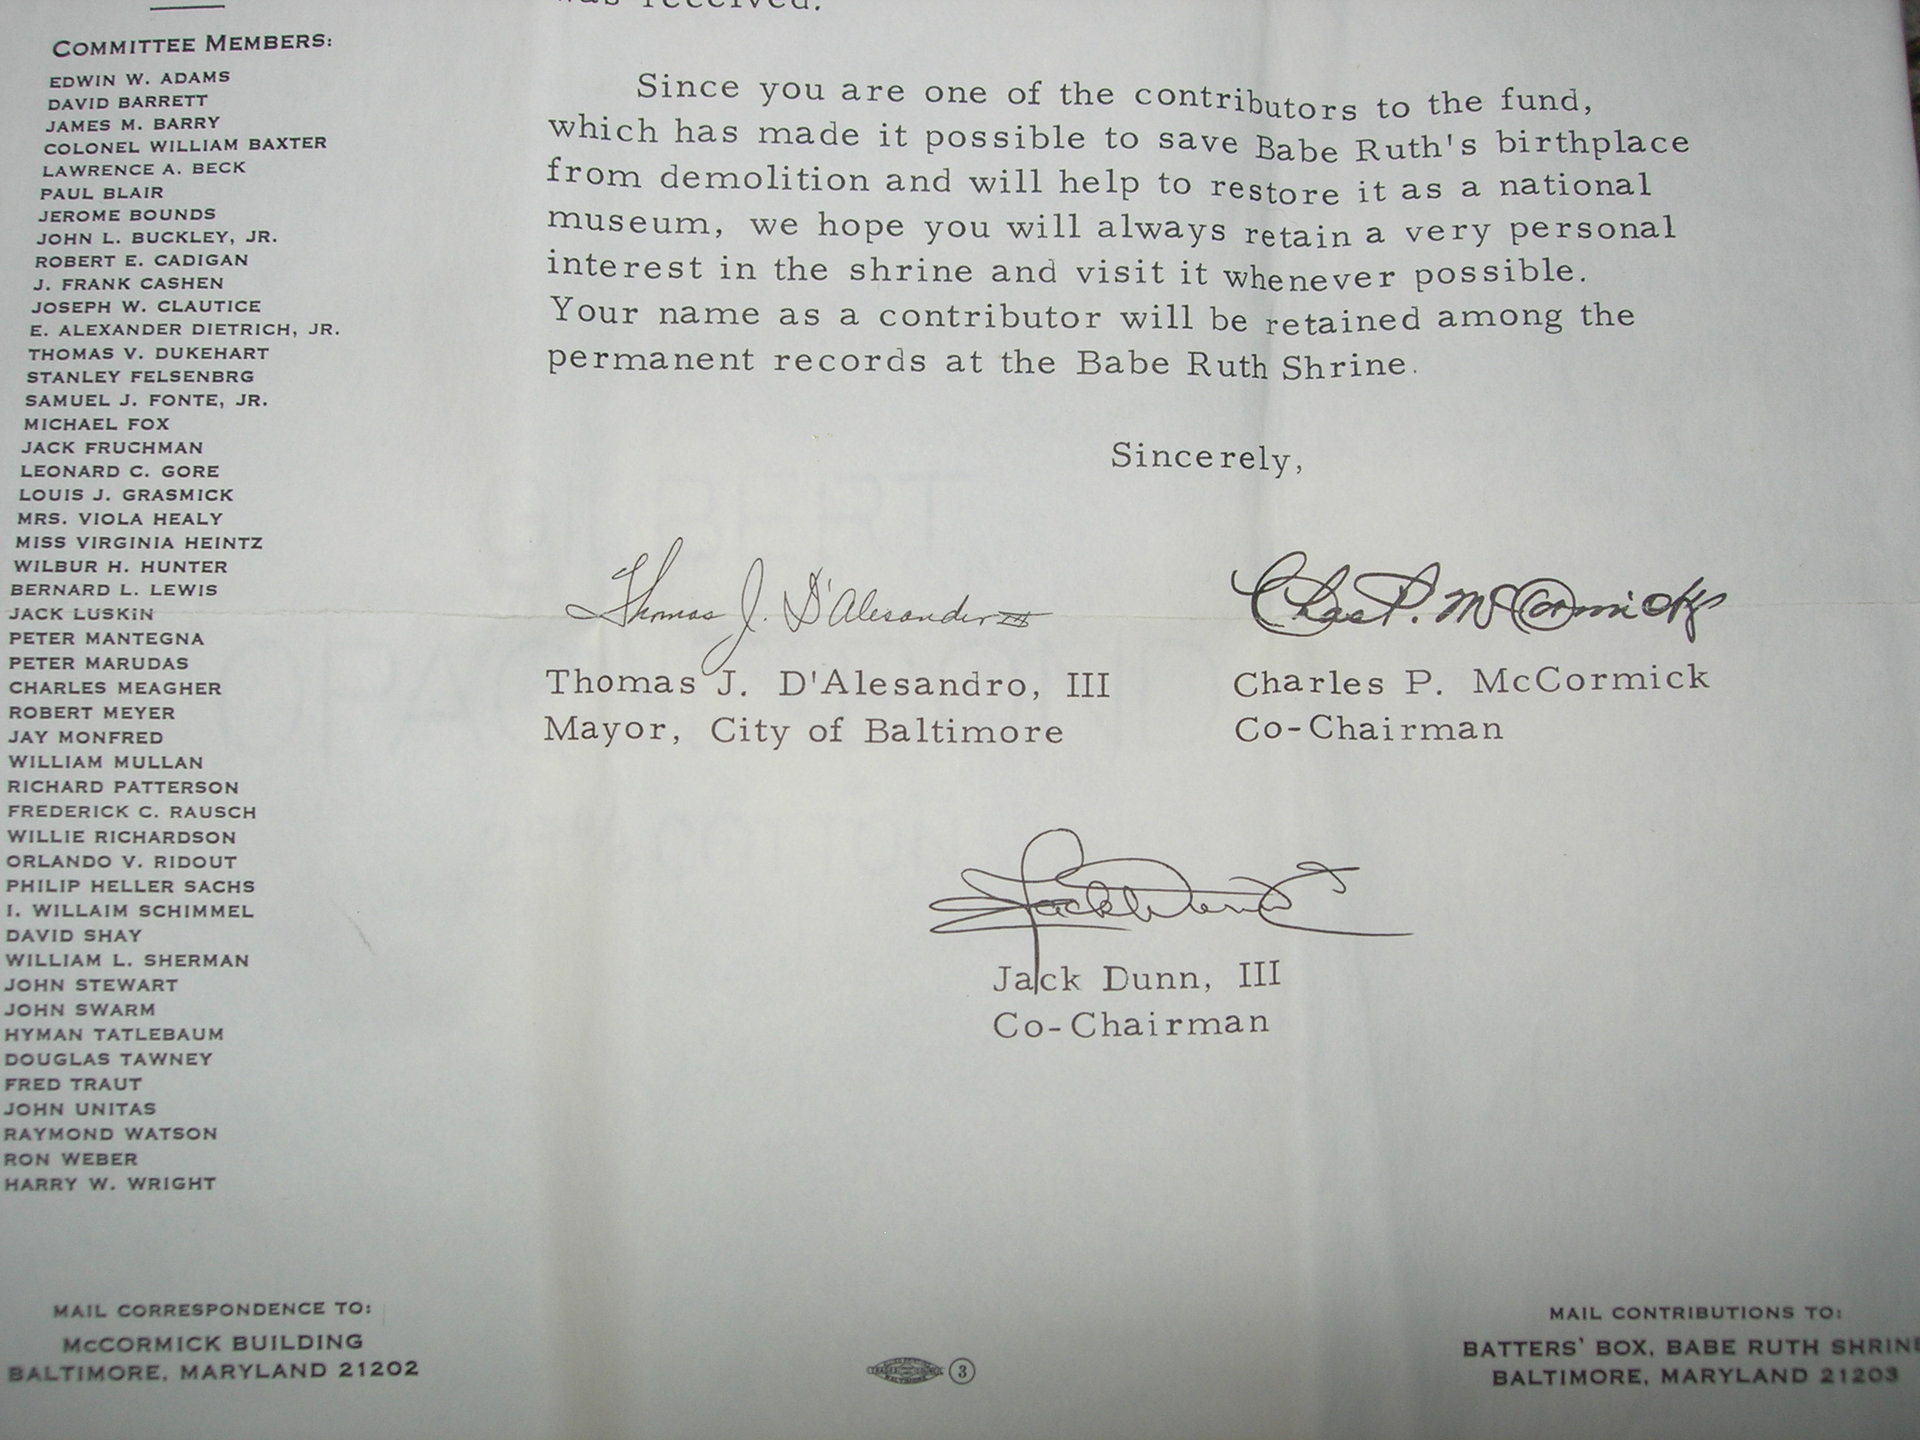 was received.
COMMITTEE MEMBERS:
EDWIN W. ADAMS
DAVID BARRETT
JAMES M. BARRY
COLONEL WILLIAM BAXTER
LAWRENCE A. BECK
PAUL BLAIR
JEROME BOUNDS
JOHN L. BUCKLEY, JR.
ROBERT E. CADIGAN
J. FRANK CASHEN
JOSEPH W. CLAUTICE
E. ALEXANDER DIETRICH, JR.
THOMAS V. DUKEHART
STANLEY FELSENBRG
SAMUEL J. FONTE, JR.
MICHAEL FOX
JACK FRUCHMAN
LEONARD C. GORE
LOUIS J. GRASMICK
MRS. VIOLA HEALY
MISS VIRGINIA HEINTZ
WILBUR H. HUNTER
BERNARD L. LEWIS
JACK LUSKIN
PETER MANTEGNA
PETER MARUDAS
CHARLES MEAGHER
ROBERT MEYER
JAY MONFRED
WILLIAM MULLAN
RICHARD PATTERSON
FREDERICK C. RAUSCH
WILLIE RICHARDSON
ORLANDO V. RIDOUT
PHILIP HELLER SACHS
I. WILLAIM SCHIMMEL
DAVID SHAY
WILLIAM L. SHERMAN
JOHN STEWART
JOHN SWARM
HYMAN TATLEBAUM
DOUGLAS TAWNEY
FRED TRAUT
JOHN UNITAS
RAYMOND WATSON
RON WEBER
HARRY W. WRIGHT
Since you are one of the contributors to the fund,
which has made it possible to save Babe Ruth's birthplace
from demolition and will help to restore it as a national
museum, we hope you will always retain a very personal
interest in the shrine and visit it whenever possible.
Your name as a contributor will be retained among the
permanent records at the Babe Ruth Shrine.
Sincerely,
Thomas J. D'Alesandro III
Chas P. McCormick
Thomas J. D'Alesandro, III
Mayor, City of Baltimore
Charles P. McCormick
Co-Chairman
Jack Dunn
Jack Dunn, III
Co-Chairman
MAIL CORRESPONDENCE TO:
McCORMICK BUILDING
BALTIMORE, MARYLAND 21202
3
MAIL CONTRIBUTIONS TO:
BATTERS' BOX, BABE RUTH SHRINE
BALTIMORE, MARYLAND 21203